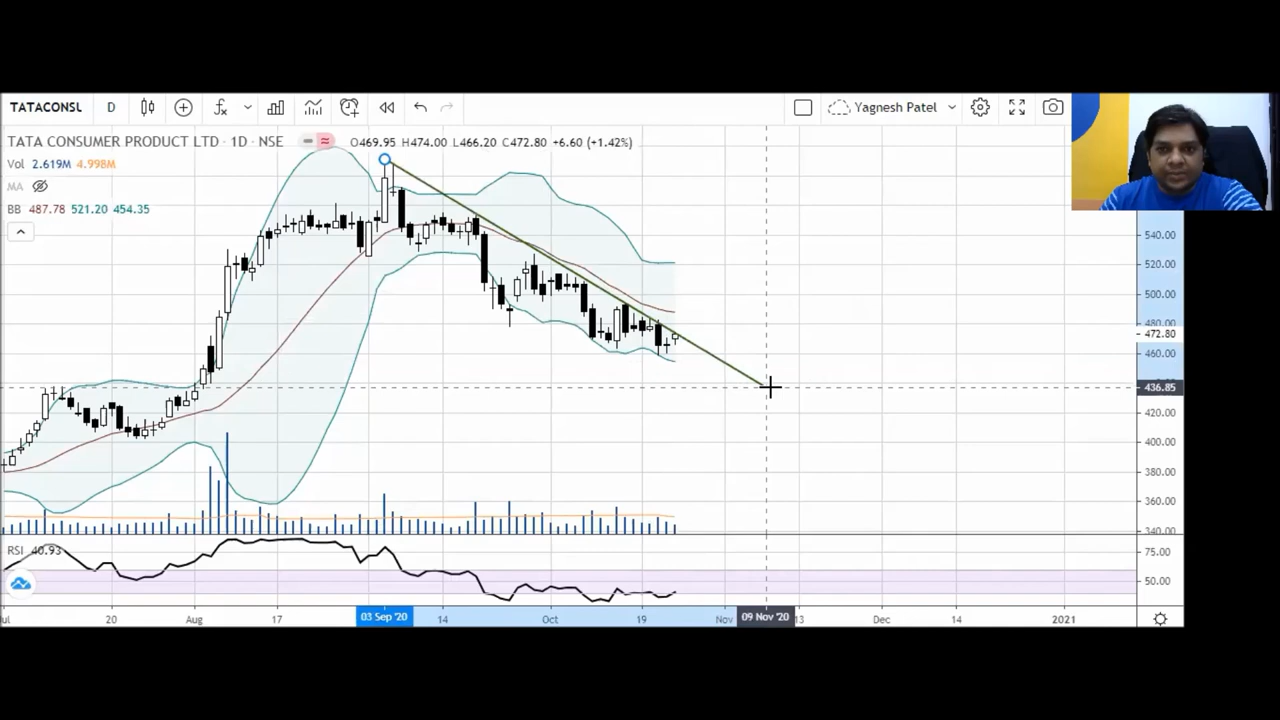 TATACONSU D Yagnesh Patel
TATA CONSUMER PRODUCT LTD · 1D · NSE O469.95 H474.00 L466.20 C472.80 +6.60 (+1.42%)
Vol 2.619M 4.998M
MA
BB 487.78 521.20 454.35
540.00
520.00
500.00
480.00
472.80
460.00
436.85
420.00
400.00
380.00
360.00
340.00
RSI 40.93
75.00
50.00
20 Aug 17 03 Sep '20 14 Oct 19 Nov 09 Nov '20 13 Dec 14 2021